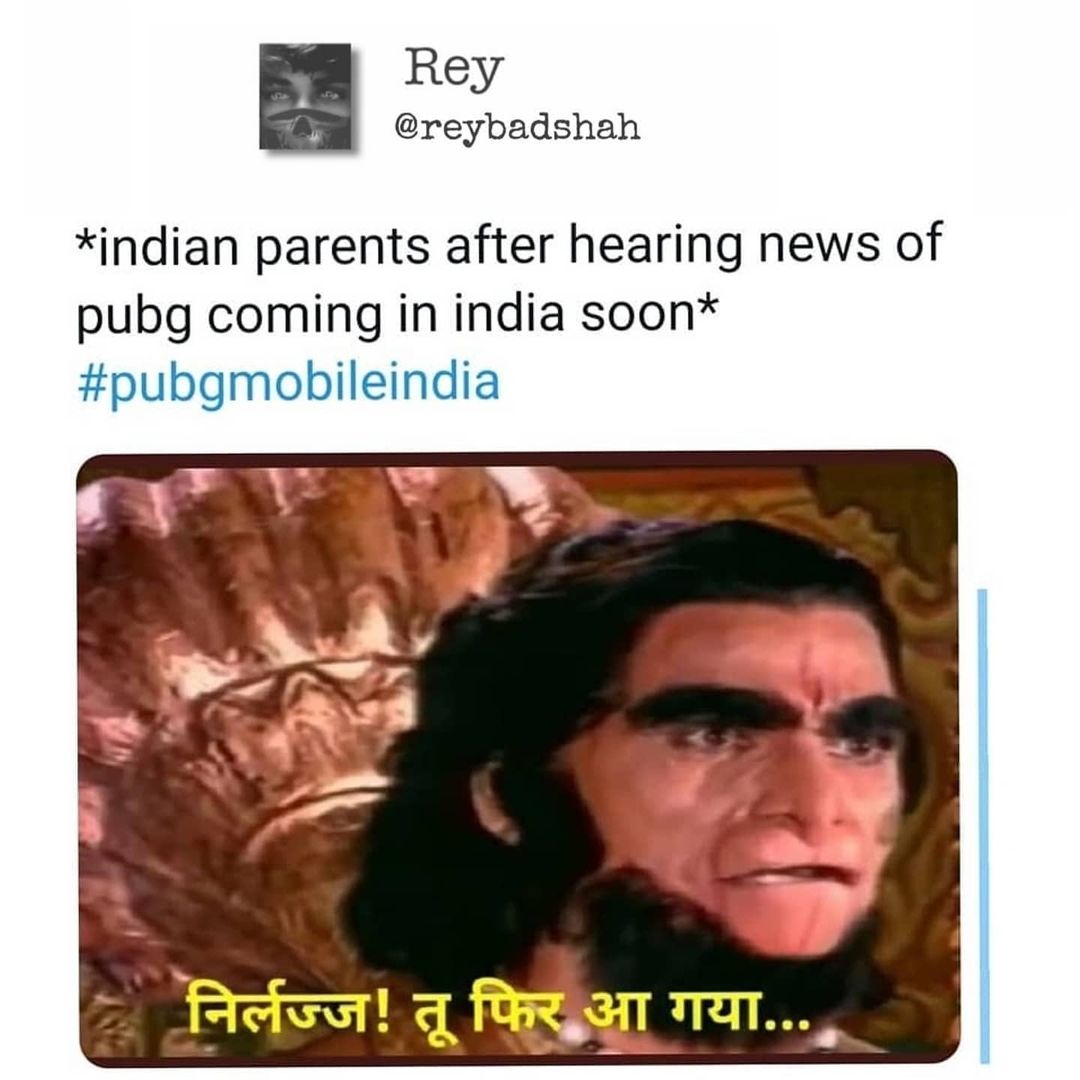 Rey
@reybadshah
*indian parents after hearing news of
pubg coming in india soon*
#pubgmobileindia
निर्लज्ज! तू फिर आ गया...